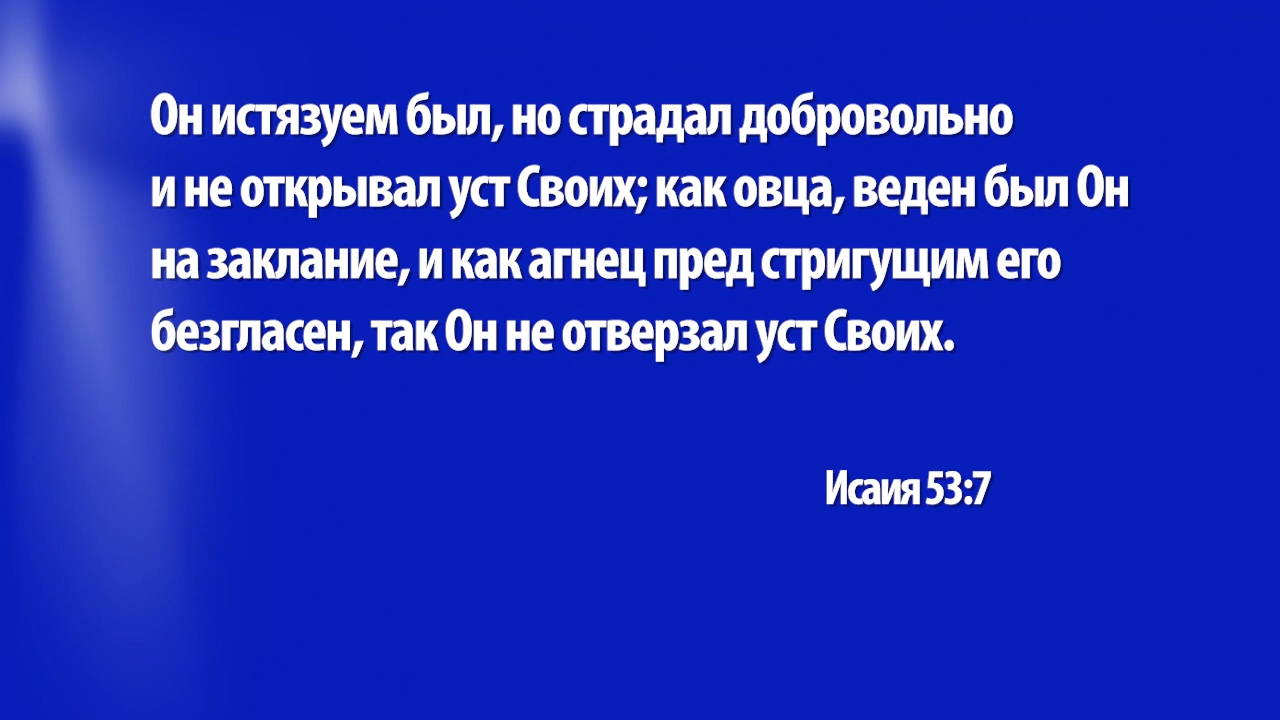 Он истязуем был, но страдал добровольно
и не открывал уст Своих; как овца, веден был Он
на заклание, и как агнец пред стригущим его
безгласен, так Он не отверзал уст Своих.
Исаия 53:7